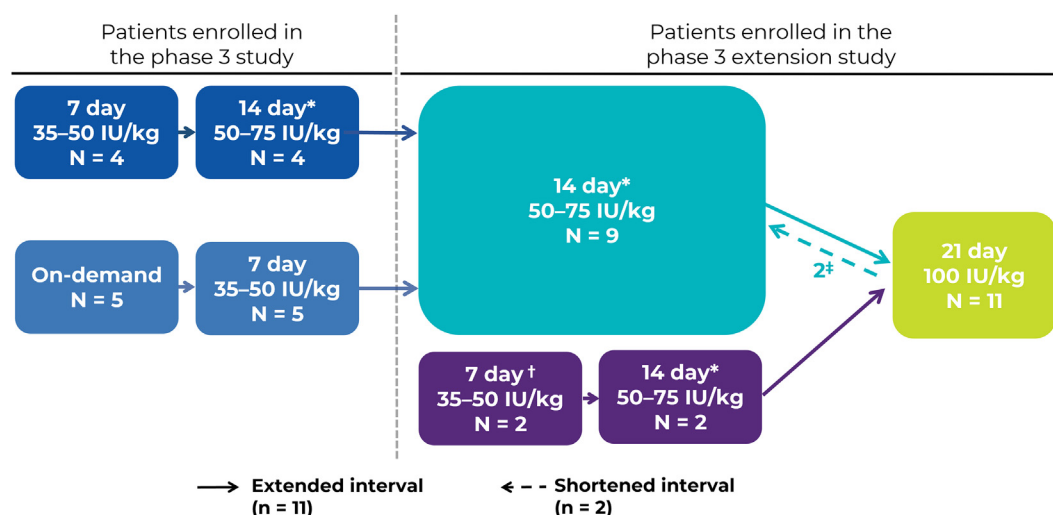 Patients enrolled in
the phase 3 study
Patients enrolled in the
phase 3 extension study
7 day
35–50 IU/kg
N = 4
14 day*
50–75 IU/kg
N = 4
14 day*
50–75 IU/kg
N = 9
On-demand
N = 5
7 day
35–50 IU/kg
N = 5
2‡
21 day
100 IU/kg
N = 11
7 day†
35–50 IU/kg
N = 2
14 day*
50–75 IU/kg
N = 2
Extended interval
(n = 11)
Shortened interval
(n = 2)